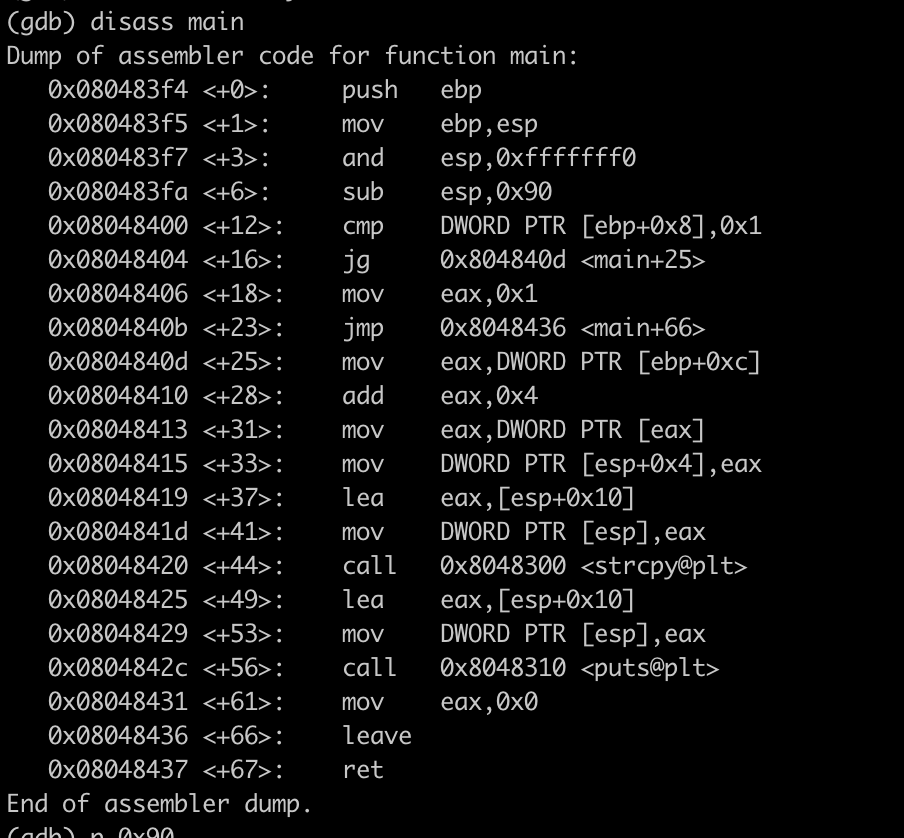 (gdb) disass main
Dump of assembler code for function main:
   0x080483f4 <+0>:	push   ebp
   0x080483f5 <+1>:	mov    ebp,esp
   0x080483f7 <+3>:	and    esp,0xfffffff0
   0x080483fa <+6>:	sub    esp,0x90
   0x08048400 <+12>:	cmp    DWORD PTR [ebp+0x8],0x1
   0x08048404 <+16>:	jg     0x804840d <main+25>
   0x08048406 <+18>:	mov    eax,0x1
   0x0804840b <+23>:	jmp    0x8048436 <main+66>
   0x0804840d <+25>:	mov    eax,DWORD PTR [ebp+0xc]
   0x08048410 <+28>:	add    eax,0x4
   0x08048413 <+31>:	mov    eax,DWORD PTR [eax]
   0x08048415 <+33>:	mov    DWORD PTR [esp+0x4],eax
   0x08048419 <+37>:	lea    eax,[esp+0x10]
   0x0804841d <+41>:	mov    DWORD PTR [esp],eax
   0x08048420 <+44>:	call   0x8048300 <strcpy@plt>
   0x08048425 <+49>:	lea    eax,[esp+0x10]
   0x08048429 <+53>:	mov    DWORD PTR [esp],eax
   0x0804842c <+56>:	call   0x8048310 <puts@plt>
   0x08048431 <+61>:	mov    eax,0x0
   0x08048436 <+66>:	leave
   0x08048437 <+67>:	ret
End of assembler dump.
(gdb) p 0x90